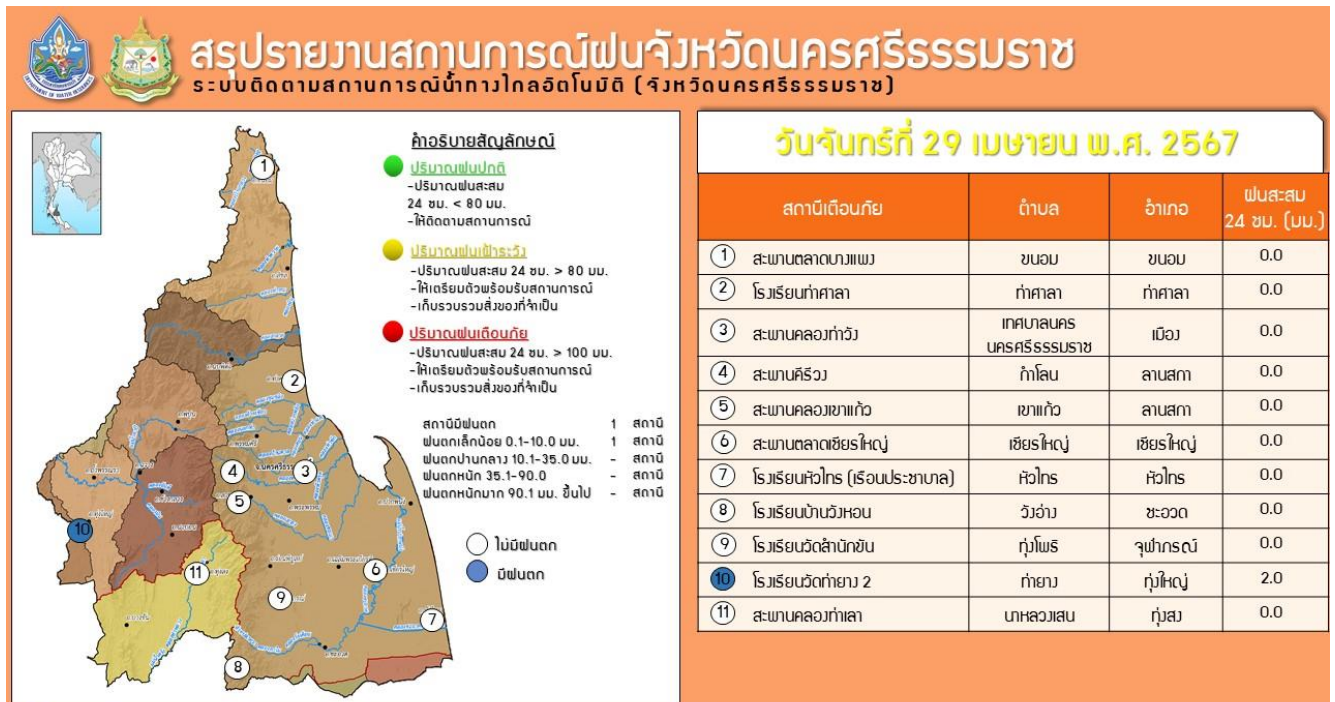 สรุปรายงานสถานการณ์ฝนจังหวัดนครศรีธรรมราช
ระบบติดตามสถานการณ์น้ำทางไกลอัตโนมัติ (จังหวัดนครศรีธรรมราช)
คำอธิบายสัญลักษณ์
ปริมาณฝนปกติ
-ปริมาณฝนสะสม
24 ชม. < 80 มม.
-ให้ติดตามสถานการณ์
ปริมาณฝนเฝ้าระวัง
-ปริมาณฝนสะสม 24 ชม. > 80 มม.
-ให้เตรียมตัวพร้อมรับสถานการณ์
-เก็บรวบรวมสิ่งของที่จำเป็น
ปริมาณฝนเตือนภัย
-ปริมาณฝนสะสม 24 ชม. > 100 มม.
-ให้เตรียมตัวพร้อมรับสถานการณ์
-เก็บรวบรวมสิ่งของที่จำเป็น
สถานีมีฝนตก 1 สถานี
ฝนตกเล็กน้อย 0.1-10.0 มม. 1 สถานี
ฝนตกปานกลาง 10.1-35.0 มม. - สถานี
ฝนตกหนัก 35.1-90.0 - สถานี
ฝนตกหนักมาก 90.1 มม. ขึ้นไป - สถานี
ไม่มีฝนตก
มีฝนตก
1
2
3
4
5
6
7
8
9
10
11
วันจันทร์ที่ 29 เมษายน พ.ศ. 2567
สถานีเตือนภัย ตำบล อำเภอ ฝนสะสม
24 ชม. (มม.)
1 สะพานตลาดบางแพง ขนอม ขนอม 0.0
2 โรงเรียนท่าศาลา ท่าศาลา ท่าศาลา 0.0
3 สะพานคลองท่าวัง เทศบาลนคร
นครศรีธรรมราช เมือง 0.0
4 สะพานคีรีวง กำโลน ลานสกา 0.0
5 สะพานคลองเขาแก้ว เขาแก้ว ลานสกา 0.0
6 สะพานตลาดเชียรใหญ่ เชียรใหญ่ เชียรใหญ่ 0.0
7 โรงเรียนหัวไทร (เรือนประชาบาล) หัวไทร หัวไทร 0.0
8 โรงเรียนบ้านวังหอน วังอ่าง ชะอวด 0.0
9 โรงเรียนวัดสำนักขัน ทุ่งโพธิ จุฬาภรณ์ 0.0
10 โรงเรียนวัดท่ายาง 2 ท่ายาง ทุ่งใหญ่ 2.0
11 สะพานคลองท่าเลา นาหลวงเสน ทุ่งสง 0.0